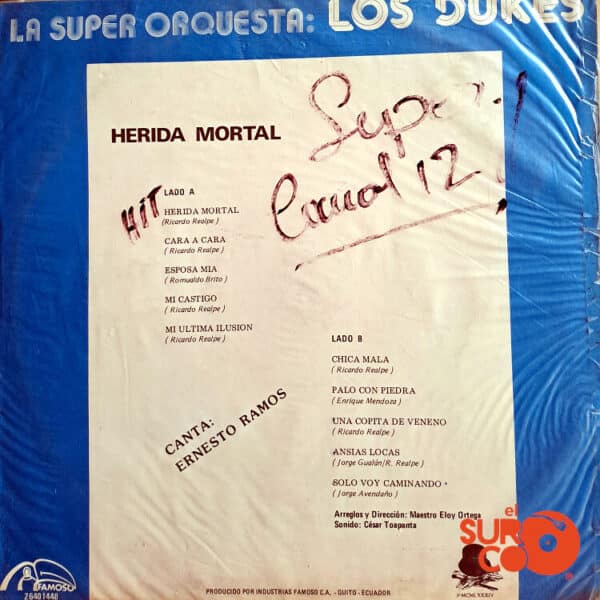 LA SUPER ORQUESTA: LOS DUKES
HERIDA MORTAL
Super
Canal 12
HIT
LADO A
HERIDA MORTAL
(Ricardo Realpe)
CARA A CARA
( Ricardo Realpe )
ESPOSA MIA
( Romualdo Brito )
MI CASTIGO
( Ricardo Realpe )
MI ULTIMA ILUSION
( Ricardo Realpe )
CANTA:
ERNESTO RAMOS
LADO B
CHICA MALA
( Ricardo Realpe )
PALO CON PIEDRA
( Enrique Mendoza )
UNA COPITA DE VENENO
( Ricardo Realpe )
ANSIAS LOCAS
( Jorge Gualán/R. Realpe )
SOLO VOY CAMINANDO
( Jorge Avendaño )
Arreglos y Dirección: Maestro Eloy Ortega
Sonido: César Toapanta
el
SURCO
FAMOSO
26401440
PRODUCIDO POR INDUSTRIAS FAMOSO C.A. - QUITO - ECUADOR